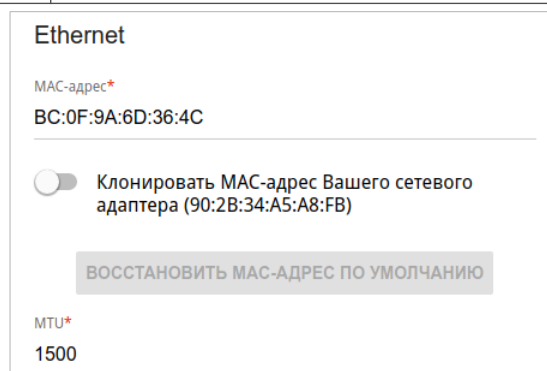 Ethernet
MAC-адрес*
BC:0F:9A:6D:36:4C
Клонировать MAC-адрес Вашего сетевого
адаптера (90:2B:34:A5:A8:FB)
ВОССТАНОВИТЬ MAC-АДРЕС ПО УМОЛЧАНИЮ
MTU*
1500